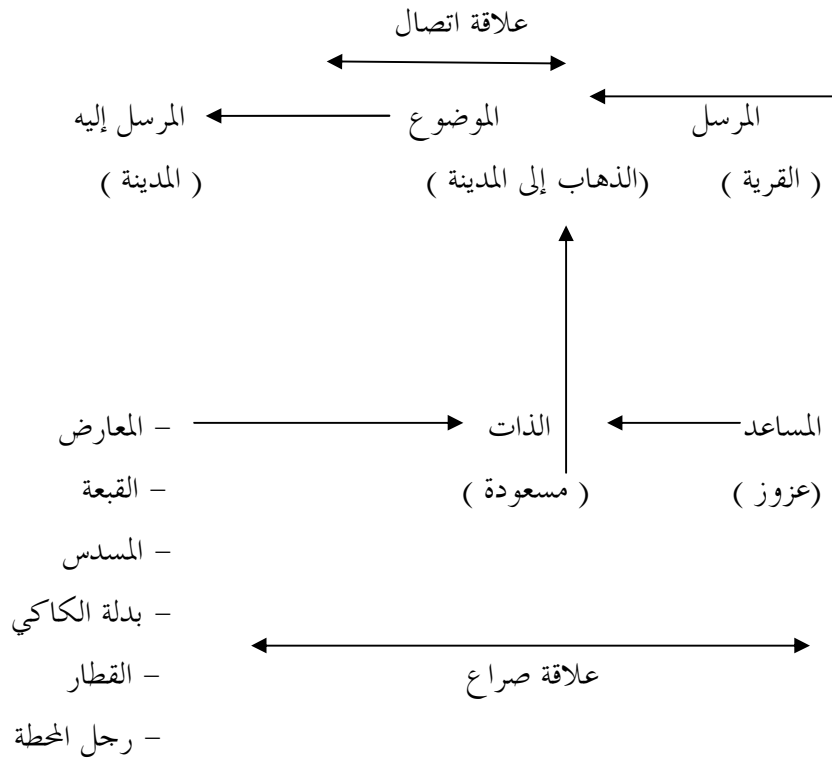 علاقة اتصال
المرسل الموضوع المرسل إليه
( القرية ) (الذهاب إلى المدينة ) ( المدينة )
المساعد الذات – المعارض
(عزوز ) ( مسعودة ) – القبعة
– المسدس
– بدلة الكاكي
علاقة صراع – القطار
– رجل المحطة